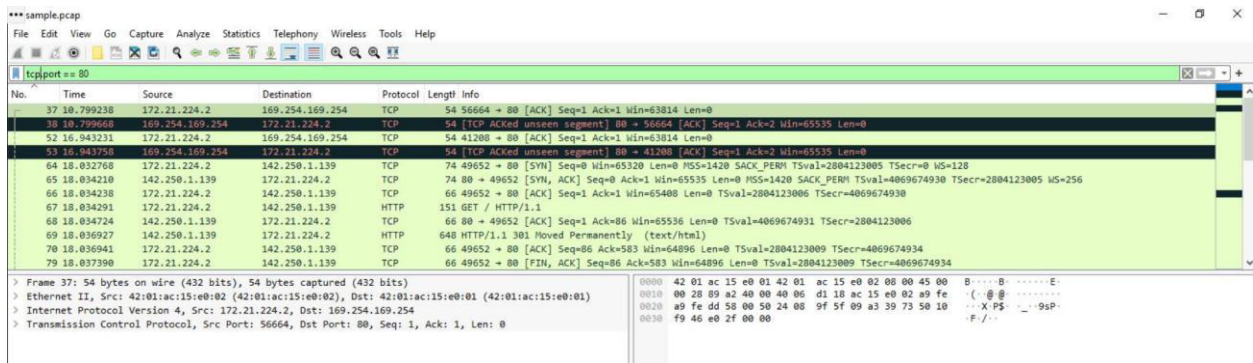 sample.pcap
File Edit View Go Capture Analyze Statistics Telephony Wireless Tools Help
tcp.port == 80
No. Time Source Destination Protocol Length Info
37 10.799238 172.21.224.2 169.254.169.254 TCP 54 56664 → 80 [ACK] Seq=1 Ack=1 Win=63814 Len=0
38 10.799668 169.254.169.254 172.21.224.2 TCP 54 [TCP ACKed unseen segment] 80 → 56664 [ACK] Seq=1 Ack=2 Win=65535 Len=0
52 16.943231 172.21.224.2 169.254.169.254 TCP 54 41208 → 80 [ACK] Seq=1 Ack=1 Win=63814 Len=0
53 16.943758 169.254.169.254 172.21.224.2 TCP 54 [TCP ACKed unseen segment] 80 → 41208 [ACK] Seq=1 Ack=2 Win=65535 Len=0
64 18.032768 172.21.224.2 142.250.1.139 TCP 74 49652 → 80 [SYN] Seq=0 Win=65320 Len=0 MSS=1420 SACK_PERM TSval=2804123005 TSecr=0 WS=128
65 18.034210 142.250.1.139 172.21.224.2 TCP 74 80 → 49652 [SYN, ACK] Seq=0 Ack=1 Win=65535 Len=0 MSS=1420 SACK_PERM TSval=4069674930 TSecr=2804123005 WS=256
66 18.034238 172.21.224.2 142.250.1.139 TCP 66 49652 → 80 [ACK] Seq=1 Ack=1 Win=65408 Len=0 TSval=2804123006 TSecr=4069674930
67 18.034291 172.21.224.2 142.250.1.139 HTTP 151 GET / HTTP/1.1
68 18.034724 142.250.1.139 172.21.224.2 TCP 66 80 → 49652 [ACK] Seq=1 Ack=86 Win=65536 Len=0 TSval=4069674931 TSecr=2804123006
69 18.036927 142.250.1.139 172.21.224.2 HTTP 648 HTTP/1.1 301 Moved Permanently (text/html)
70 18.036941 172.21.224.2 142.250.1.139 TCP 66 49652 → 80 [ACK] Seq=86 Ack=583 Win=64896 Len=0 TSval=2804123009 TSecr=4069674934
79 18.037390 172.21.224.2 142.250.1.139 TCP 66 49652 → 80 [FIN, ACK] Seq=86 Ack=583 Win=64896 Len=0 TSval=2804123009 TSecr=4069674934
> Frame 37: 54 bytes on wire (432 bits), 54 bytes captured (432 bits)
> Ethernet II, Src: 42:01:ac:15:e0:02 (42:01:ac:15:e0:02), Dst: 42:01:ac:15:e0:01 (42:01:ac:15:e0:01)
> Internet Protocol Version 4, Src: 172.21.224.2, Dst: 169.254.169.254
> Transmission Control Protocol, Src Port: 56664, Dst Port: 80, Seq: 1, Ack: 1, Len: 0
0000 42 01 ac 15 e0 01 42 01 ac 15 e0 02 08 00 45 00 B·····B· ······E·
0010 00 28 89 a2 40 00 40 06 d1 18 ac 15 e0 02 a9 fe ·(··@·@· ········
0020 a9 fe dd 58 00 50 24 08 9f 5f 09 a3 39 73 50 10 ···X·P$· ·_··9sP·
0030 f9 46 e0 2f 00 00 ·F·/··